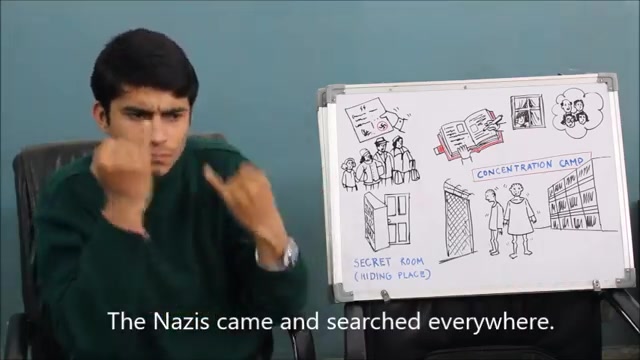 CONCENTRATION CAMP
SECRET ROOM
(HIDING PLACE)
The Nazis came and searched everywhere.